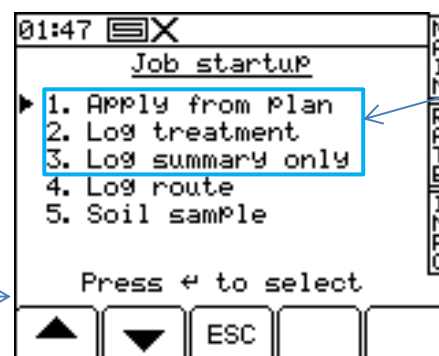 01:47
Job startup
1. Apply from plan
2. Log treatment
3. Log summary only
4. Log route
5. Soil sample
Press ↵ to select
ESC